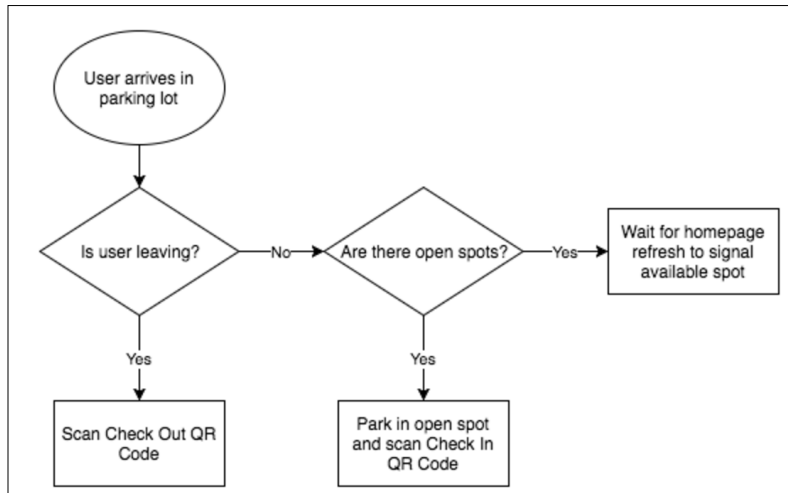 User arrives in
parking lot
Is user leaving?
No
Are there open spots?
Yes
Wait for homepage
refresh to signal
available spot
Yes
Yes
Scan Check Out QR
Code
Park in open spot
and scan Check In
QR Code